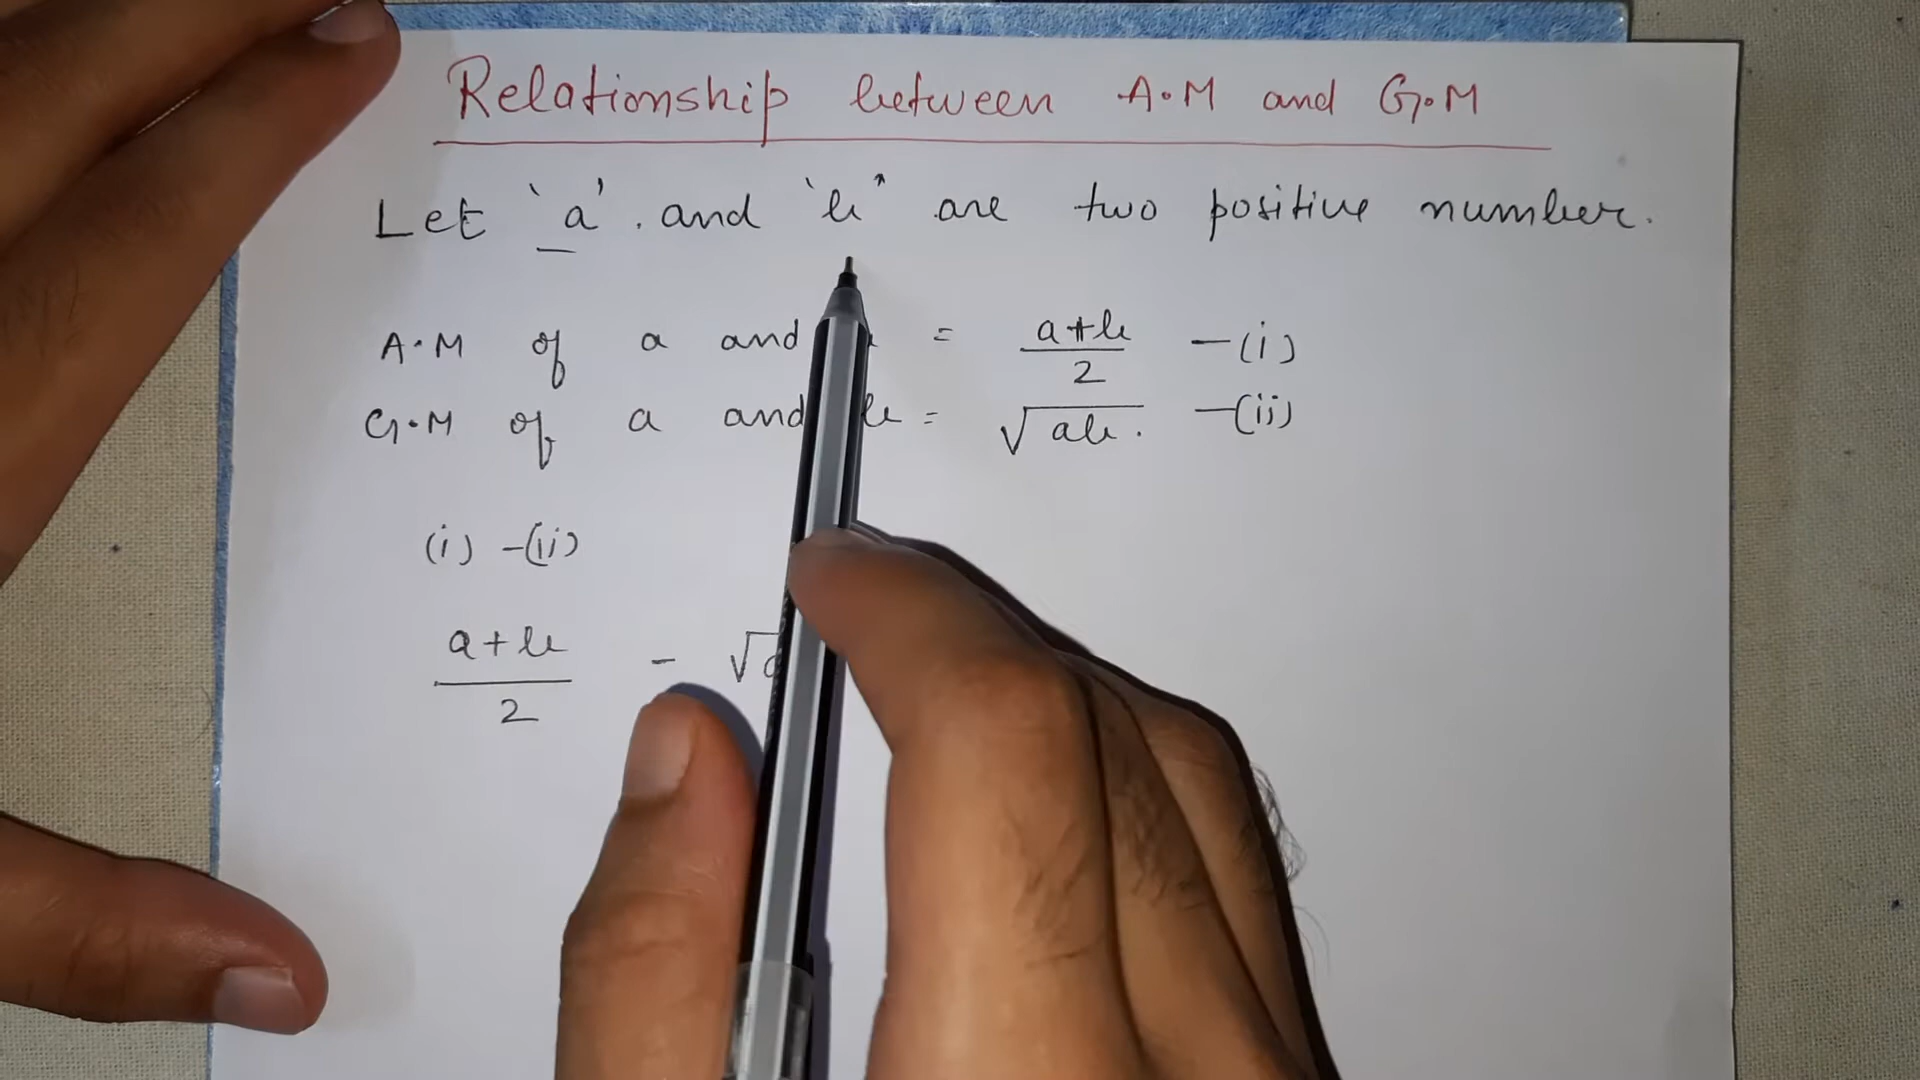 Relationship between A.M and G.M
Let 'a'. and 'b' are two positive number.
A.M of a and = a+b/2 -(i)
G.M of a and b = √ab. -(ii)
(i) -(ii)
a+b/2 - √